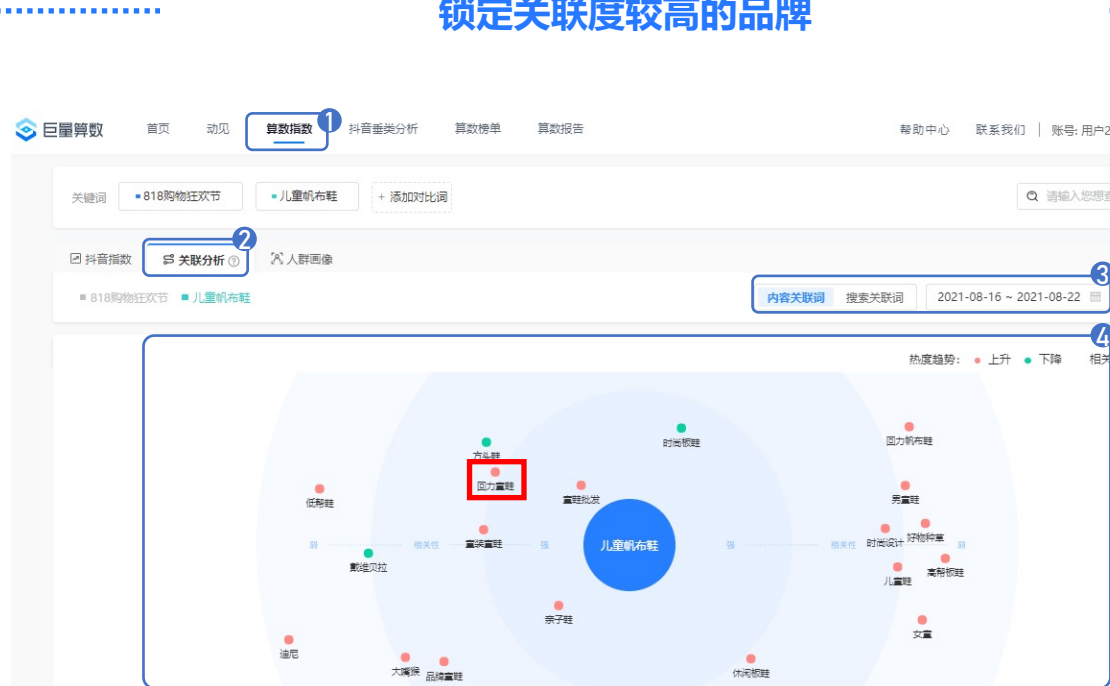 锁定关联度较高的品牌
巨量算数 首页 动见 算数指数 1 抖音垂类分析 算数榜单 算数报告 帮助中心 联系我们 账号: 用户2
关键词 818购物狂欢节 儿童帆布鞋 + 添加对比词 请输入您想查
抖音指数 关联分析 2 人群画像
818购物狂欢节 儿童帆布鞋 内容关联词 搜索关联词 2021-08-16 ~ 2021-08-22 3
4
热度趋势: 上升 下降 相关
方头鞋 时尚板鞋 回力帆布鞋
回力童鞋
低帮鞋 童鞋批发 男童鞋
弱 相关性 童装童鞋 强 儿童帆布鞋 强 相关性 时尚设计 好物种草 弱
戴维贝拉 儿童鞋 高帮板鞋
亲子鞋 女童
迪尼
大嘴猴 品牌童鞋 休闲板鞋